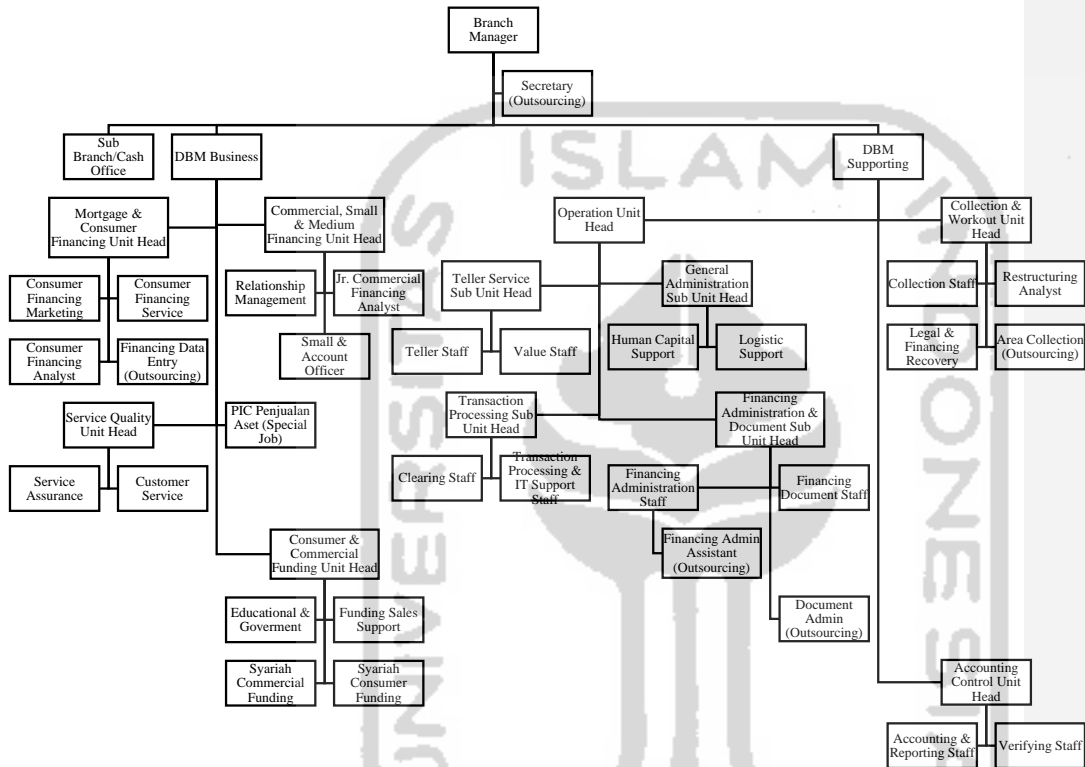 Branch
Manager
Secretary
(Outsourcing)
Sub
Branch/Cash
Office
DBM Business
DBM
Supporting
Mortgage &
Consumer
Financing Unit Head
Commercial, Small
& Medium
Financing Unit Head
Operation Unit
Head
Collection &
Workout Unit
Head
Consumer
Financing
Marketing
Consumer
Financing
Service
Relationship
Management
Jr. Commercial
Financing
Analyst
Teller Service
Sub Unit Head
General
Administration
Sub Unit Head
Collection Staff
Restructuring
Analyst
Consumer
Financing
Analyst
Financing Data
Entry
(Outsourcing)
Small &
Account
Officer
Teller Staff
Value Staff
Human Capital
Support
Logistic
Support
Legal &
Financing
Recovery
Area Collection
(Outsourcing)
Service Quality
Unit Head
PIC Penjualan
Aset (Special
Job)
Transaction
Processing Sub
Unit Head
Financing
Administration &
Document Sub
Unit Head
Service
Assurance
Customer
Service
Clearing Staff
Transaction
Processing &
IT Support
Staff
Financing
Administration
Staff
Financing
Document Staff
Consumer &
Commercial
Funding Unit Head
Financing Admin
Assistant
(Outsourcing)
Educational &
Goverment
Funding Sales
Support
Document
Admin
(Outsourcing)
Syariah
Commercial
Funding
Syariah
Consumer
Funding
Accounting
Control Unit
Head
Accounting &
Reporting Staff
Verifying Staff
UNIVERSITAS
ISLAM